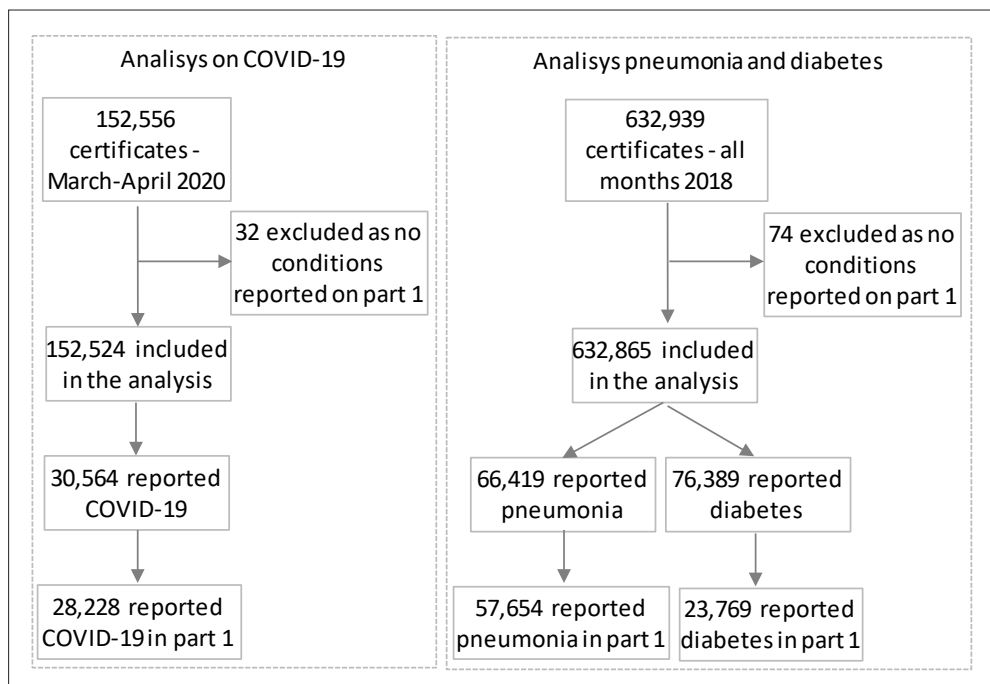 Analisys on COVID-19
152,556
certificates -
March-April 2020
32 excluded as no
conditions
reported on part 1
152,524 included
in the analysis
30,564 reported
COVID-19
28,228 reported
COVID-19 in part 1
Analisys pneumonia and diabetes
632,939
certificates - all
months 2018
74 excluded as no
conditions
reported on part 1
632,865 included
in the analysis
66,419 reported
pneumonia
76,389 reported
diabetes
57,654 reported
pneumonia in part 1
23,769 reported
diabetes in part 1